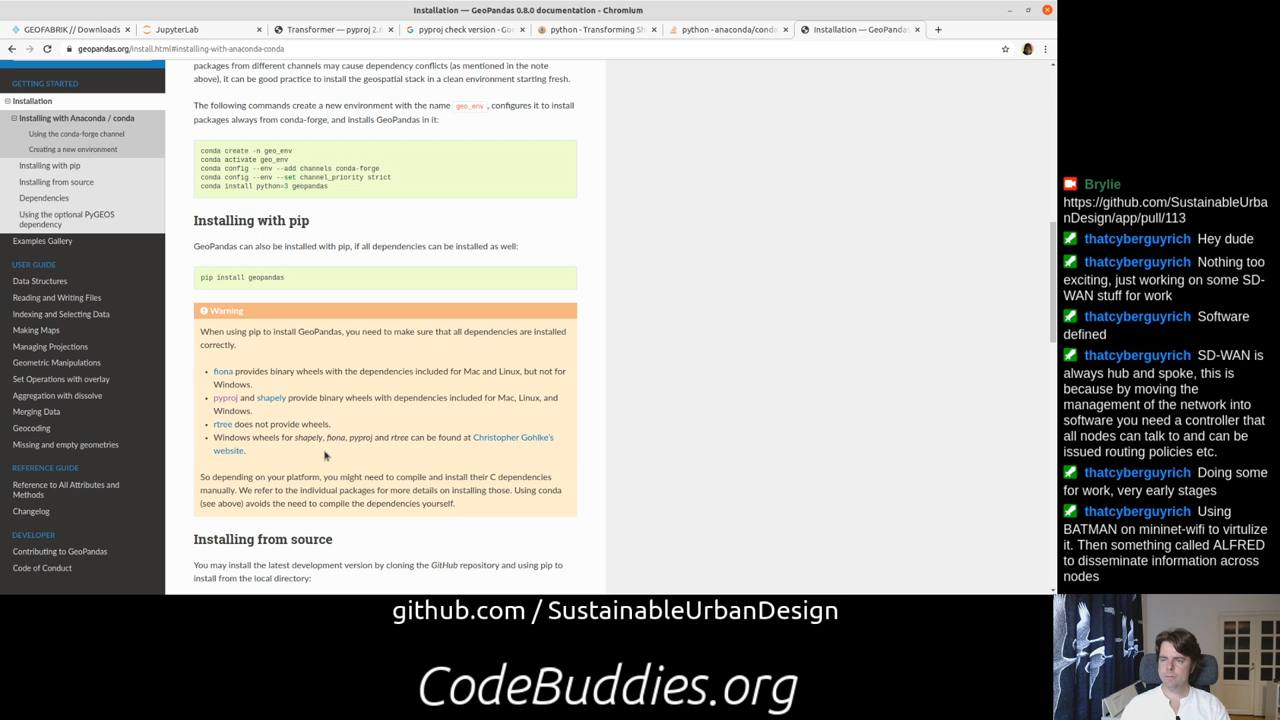 Installation — GeoPandas 0.8.0 documentation - Chromium
GEOFABRIK // Downloads
JupyterLab
Transformer — pyproj 2.
pyproj check version - Go
python - Transforming Sh
python - anaconda/conda
Installation — GeoPandas
geopandas.org/install.html#installing-with-anaconda-conda
GETTING STARTED
Installation
Installing with Anaconda / conda
Using the conda-forge channel
Creating a new environment
Installing with pip
Installing from source
Dependencies
Using the optional PyGEOS
dependency
Examples Gallery
USER GUIDE
Data Structures
Reading and Writing Files
Indexing and Selecting Data
Making Maps
Managing Projections
Geometric Manipulations
Set Operations with overlay
Aggregation with dissolve
Merging Data
Geocoding
Missing and empty geometries
REFERENCE GUIDE
Reference to All Attributes and
Methods
Changelog
DEVELOPER
Contributing to GeoPandas
Code of Conduct
packages from different channels may cause dependency conflicts (as mentioned in the note
above), it can be good practice to install the geospatial stack in a clean environment starting fresh.
The following commands create a new environment with the name geo_env, configures it to install
packages always from conda-forge, and installs GeoPandas in it:
conda create -n geo_env
conda activate geo_env
conda config --env --add channels conda-forge
conda config --env --set channel_priority strict
conda install python=3 geopandas
Installing with pip
GeoPandas can also be installed with pip, if all dependencies can be installed as well:
pip install geopandas
Warning
When using pip to install GeoPandas, you need to make sure that all dependencies are installed
correctly.
• fiona provides binary wheels with the dependencies included for Mac and Linux, but not for
Windows.
• pyproj and shapely provide binary wheels with dependencies included for Mac, Linux, and
Windows.
• rtree does not provide wheels.
• Windows wheels for shapely, fiona, pyproj and rtree can be found at Christopher Gohlke's
website.
So depending on your platform, you might need to compile and install their C dependencies
manually. We refer to the individual packages for more details on installing those. Using conda
(see above) avoids the need to compile the dependencies yourself.
Installing from source
You may install the latest development version by cloning the GitHub repository and using pip to
install from the local directory:
Brylie
https://github.com/SustainableUrba
nDesign/app/pull/113
thatcyberguyrich Hey dude
thatcyberguyrich Nothing too
exciting, just working on some SD-
WAN stuff for work
thatcyberguyrich Software
defined
thatcyberguyrich SD-WAN is
always hub and spoke, this is
because by moving the
management of the network into
software you need a controller that
all nodes can talk to and can be
issued routing policies etc.
thatcyberguyrich Doing some
for work, very early stages
thatcyberguyrich Using
BATMAN on mininet-wifi to virtulize
it. Then something called ALFRED
to disseminate information across
nodes
github.com / SustainableUrbanDesign
CodeBuddies.org